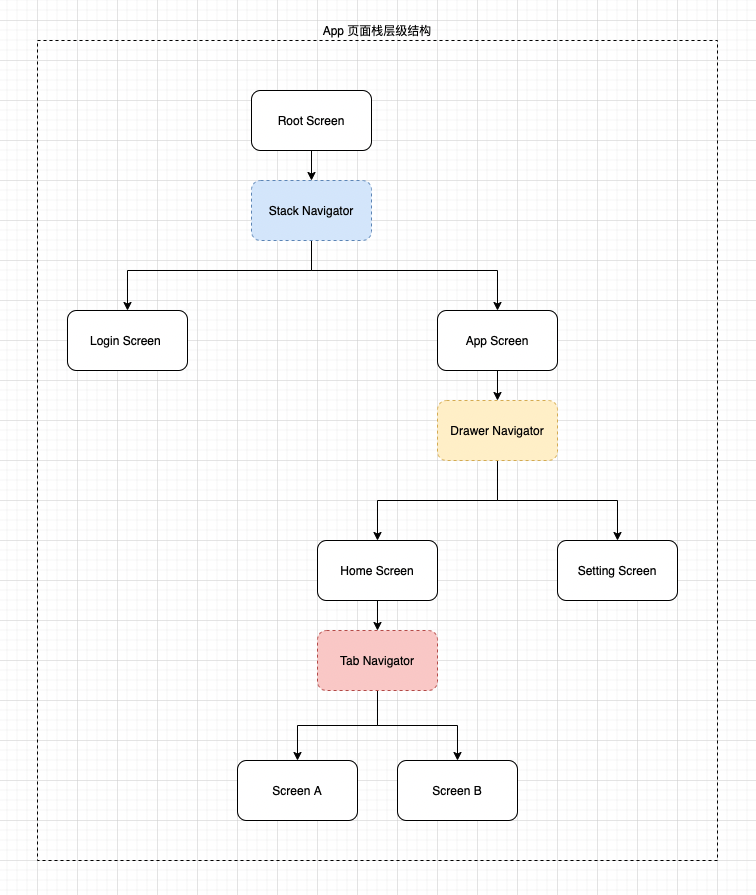 App 页面栈层级结构
Root Screen
Stack Navigator
Login Screen
App Screen
Drawer Navigator
Home Screen
Setting Screen
Tab Navigator
Screen A
Screen B